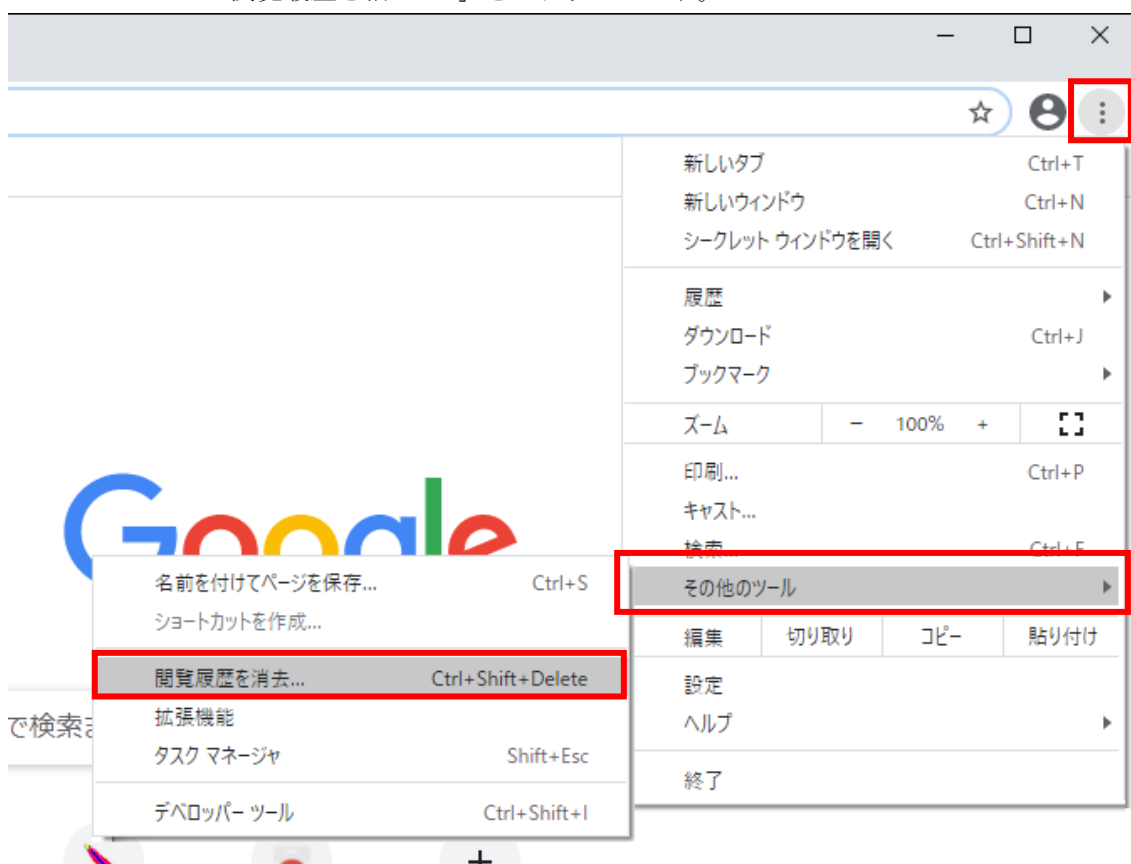 新しいタブ Ctrl+T
新しいウィンドウ Ctrl+N
シークレット ウィンドウを開く Ctrl+Shift+N
履歴
ダウンロード Ctrl+J
ブックマーク
ズーム − 100% +
印刷... Ctrl+P
キャスト...
検索... Ctrl+F
その他のツール
編集 切り取り コピー 貼り付け
設定
ヘルプ
終了
Google
名前を付けてページを保存... Ctrl+S
ショートカットを作成...
閲覧履歴を消去... Ctrl+Shift+Delete
拡張機能
タスク マネージャ Shift+Esc
デベロッパー ツール Ctrl+Shift+I
で検索